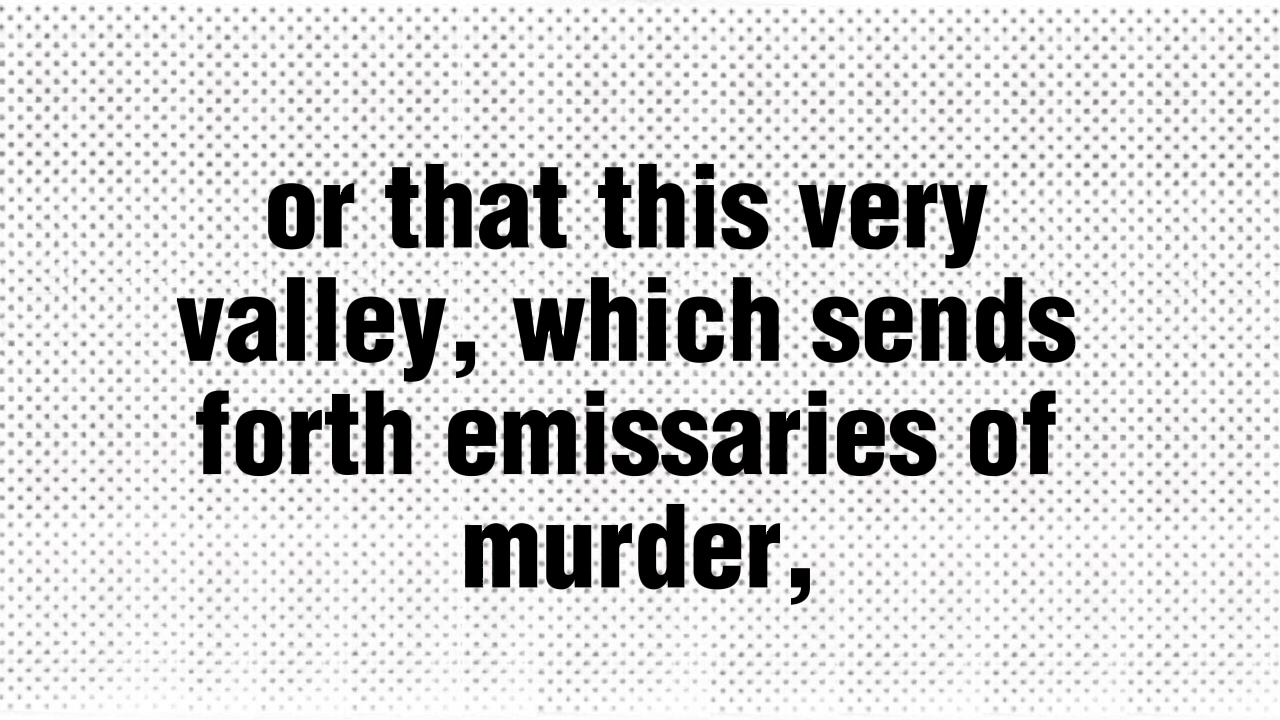 or that this very
valley, which sends
forth emissaries of
murder,